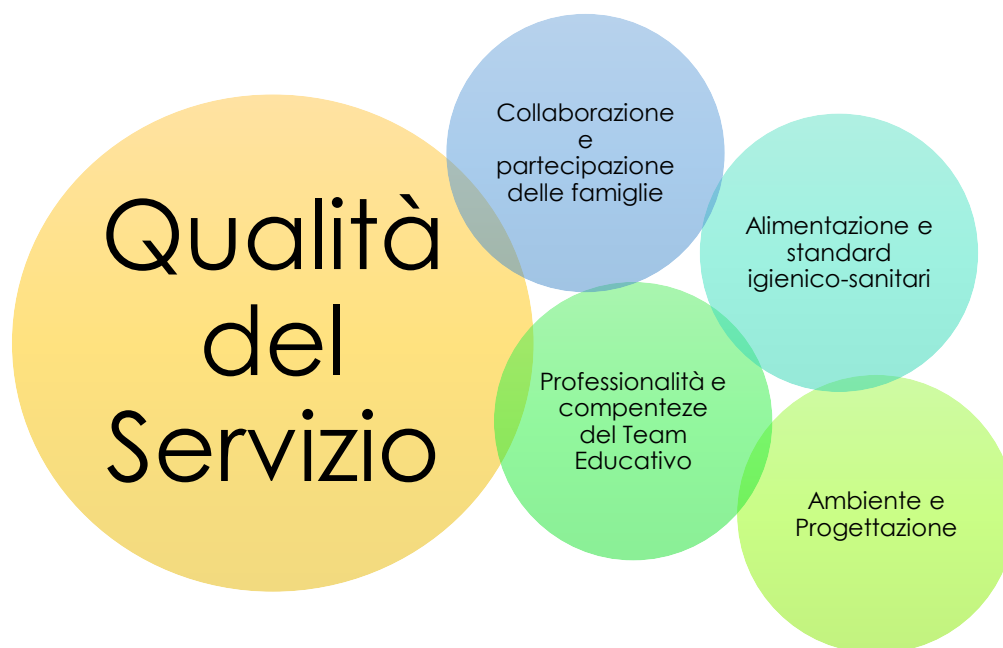 Qualità
del
Servizio
Collaborazione
e
partecipazione
delle famiglie
Alimentazione e
standard
igienico-sanitari
Professionalità e
compenteze
del Team
Educativo
Ambiente e
Progettazione